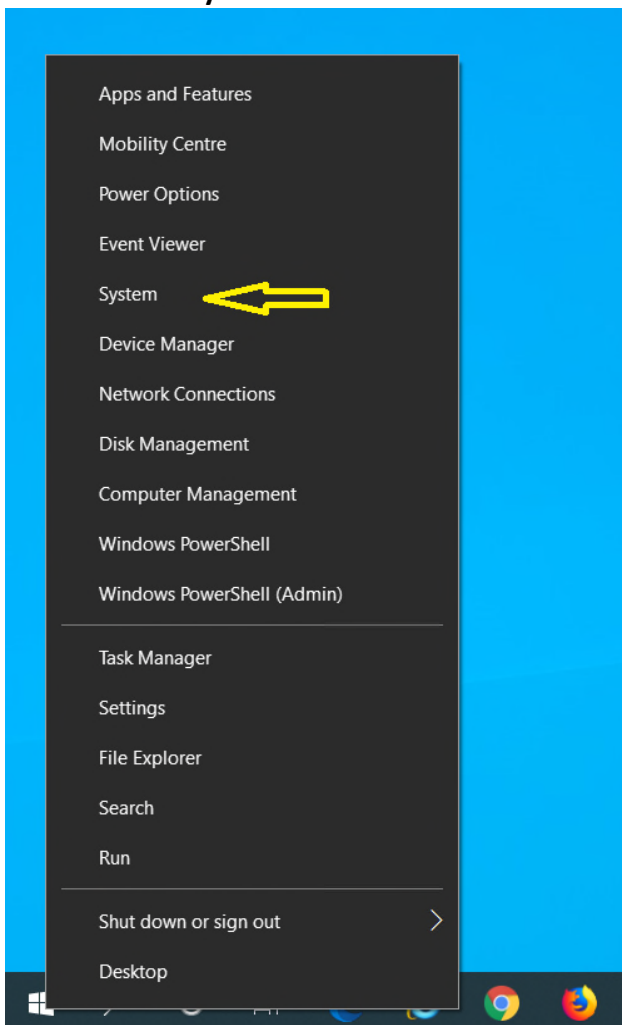 Apps and Features
Mobility Centre
Power Options
Event Viewer
System
Device Manager
Network Connections
Disk Management
Computer Management
Windows PowerShell
Windows PowerShell (Admin)
Task Manager
Settings
File Explorer
Search
Run
Shut down or sign out
Desktop